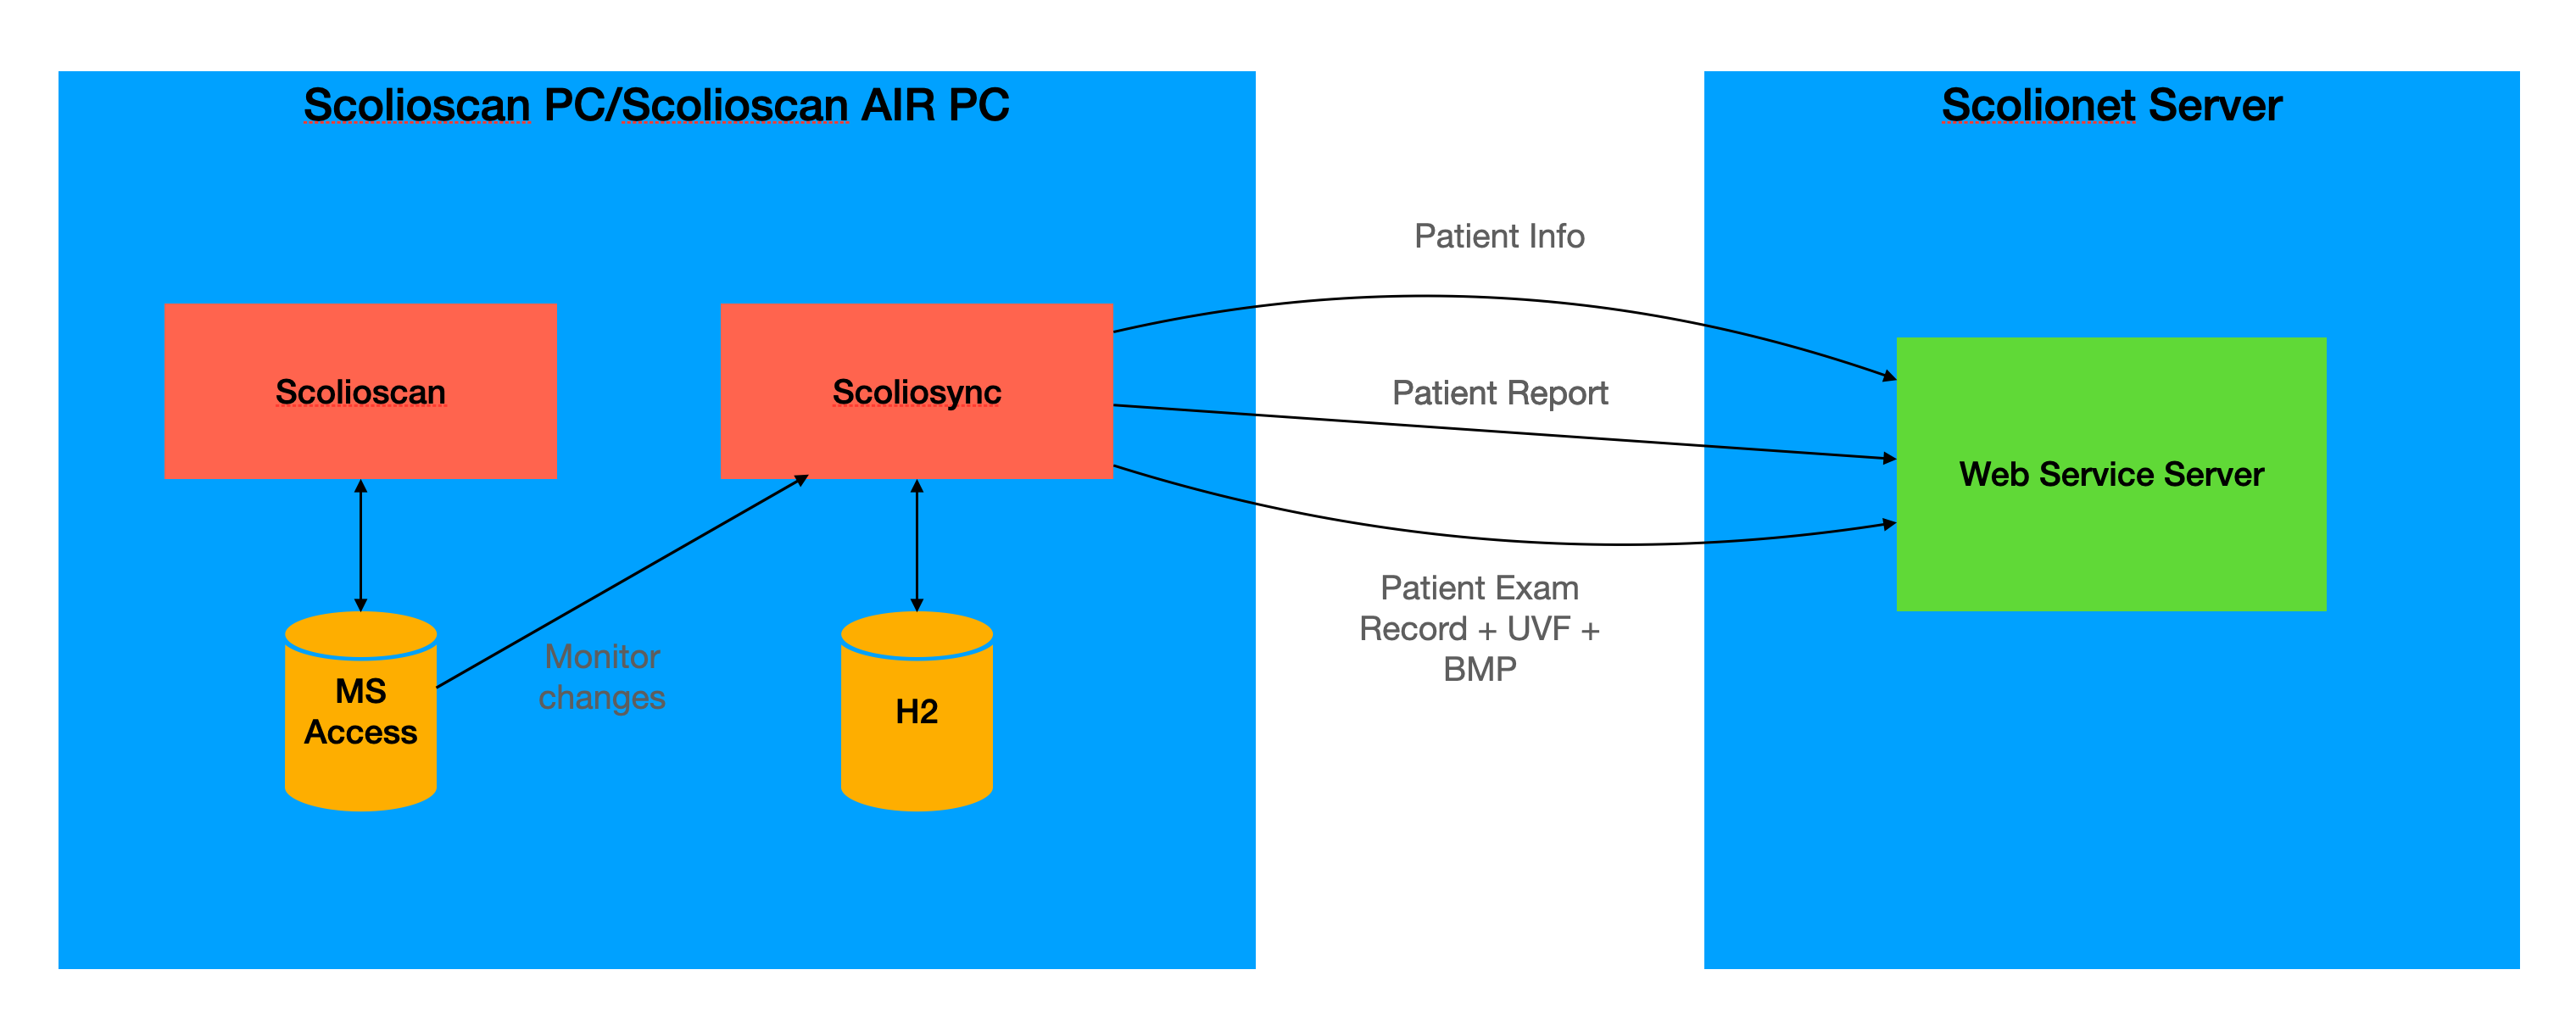 Scolioscan PC/Scolioscan AIR PC
Scolionet Server
Patient Info
Scolioscan
Scoliosync
Patient Report
Web Service Server
Monitor
changes
MS
Access
H2
Patient Exam
Record + UVF +
BMP